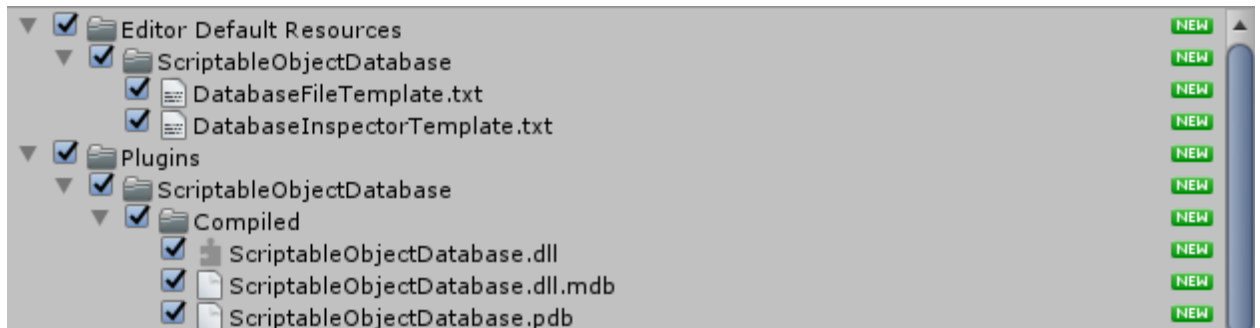 Editor Default Resources NEW
ScriptableObjectDatabase NEW
DatabaseFileTemplate.txt NEW
DatabaseInspectorTemplate.txt NEW
Plugins NEW
ScriptableObjectDatabase NEW
Compiled NEW
ScriptableObjectDatabase.dll NEW
ScriptableObjectDatabase.dll.mdb NEW
ScriptableObjectDatabase.pdb NEW